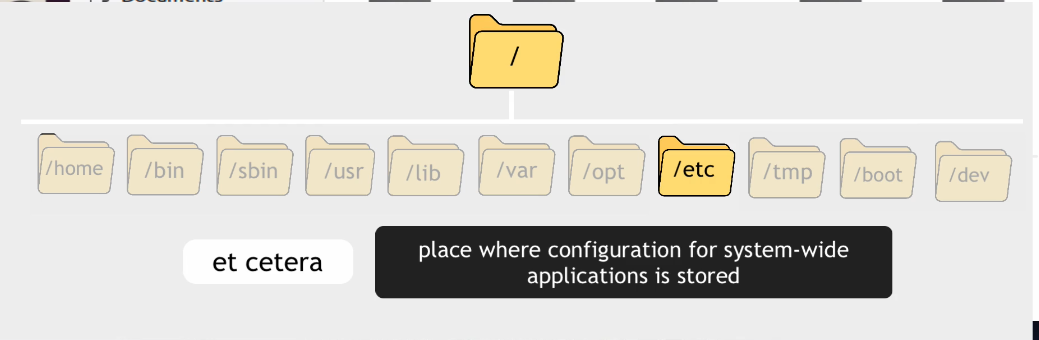 Documents
/
/home
/bin
/sbin
/usr
/lib
/var
/opt
/etc
/tmp
/boot
/dev
et cetera
place where configuration for system-wide
applications is stored